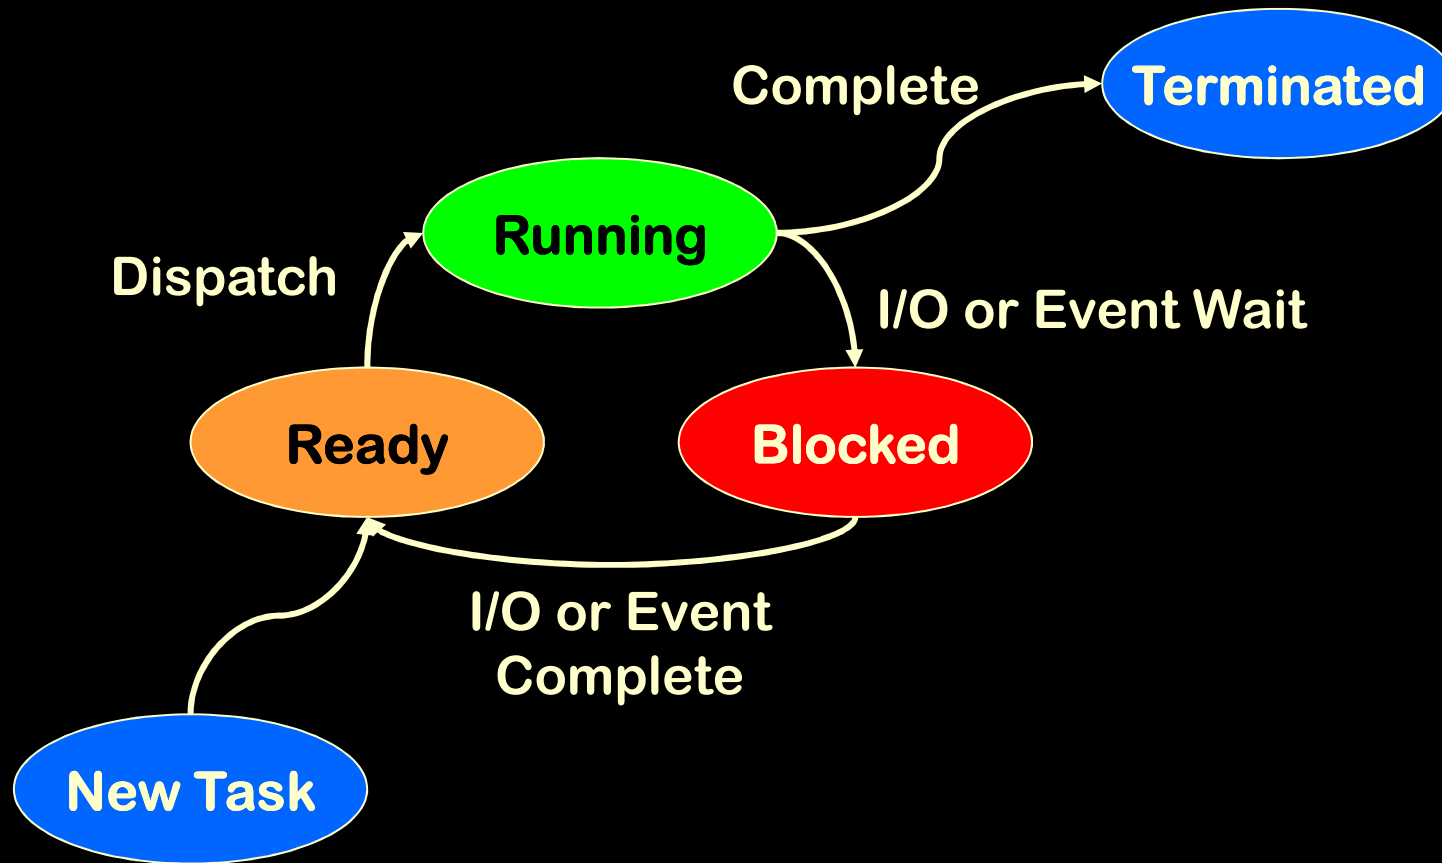 Complete
Terminated
Running
Dispatch
I/O or Event Wait
Ready
Blocked
I/O or Event
Complete
New Task